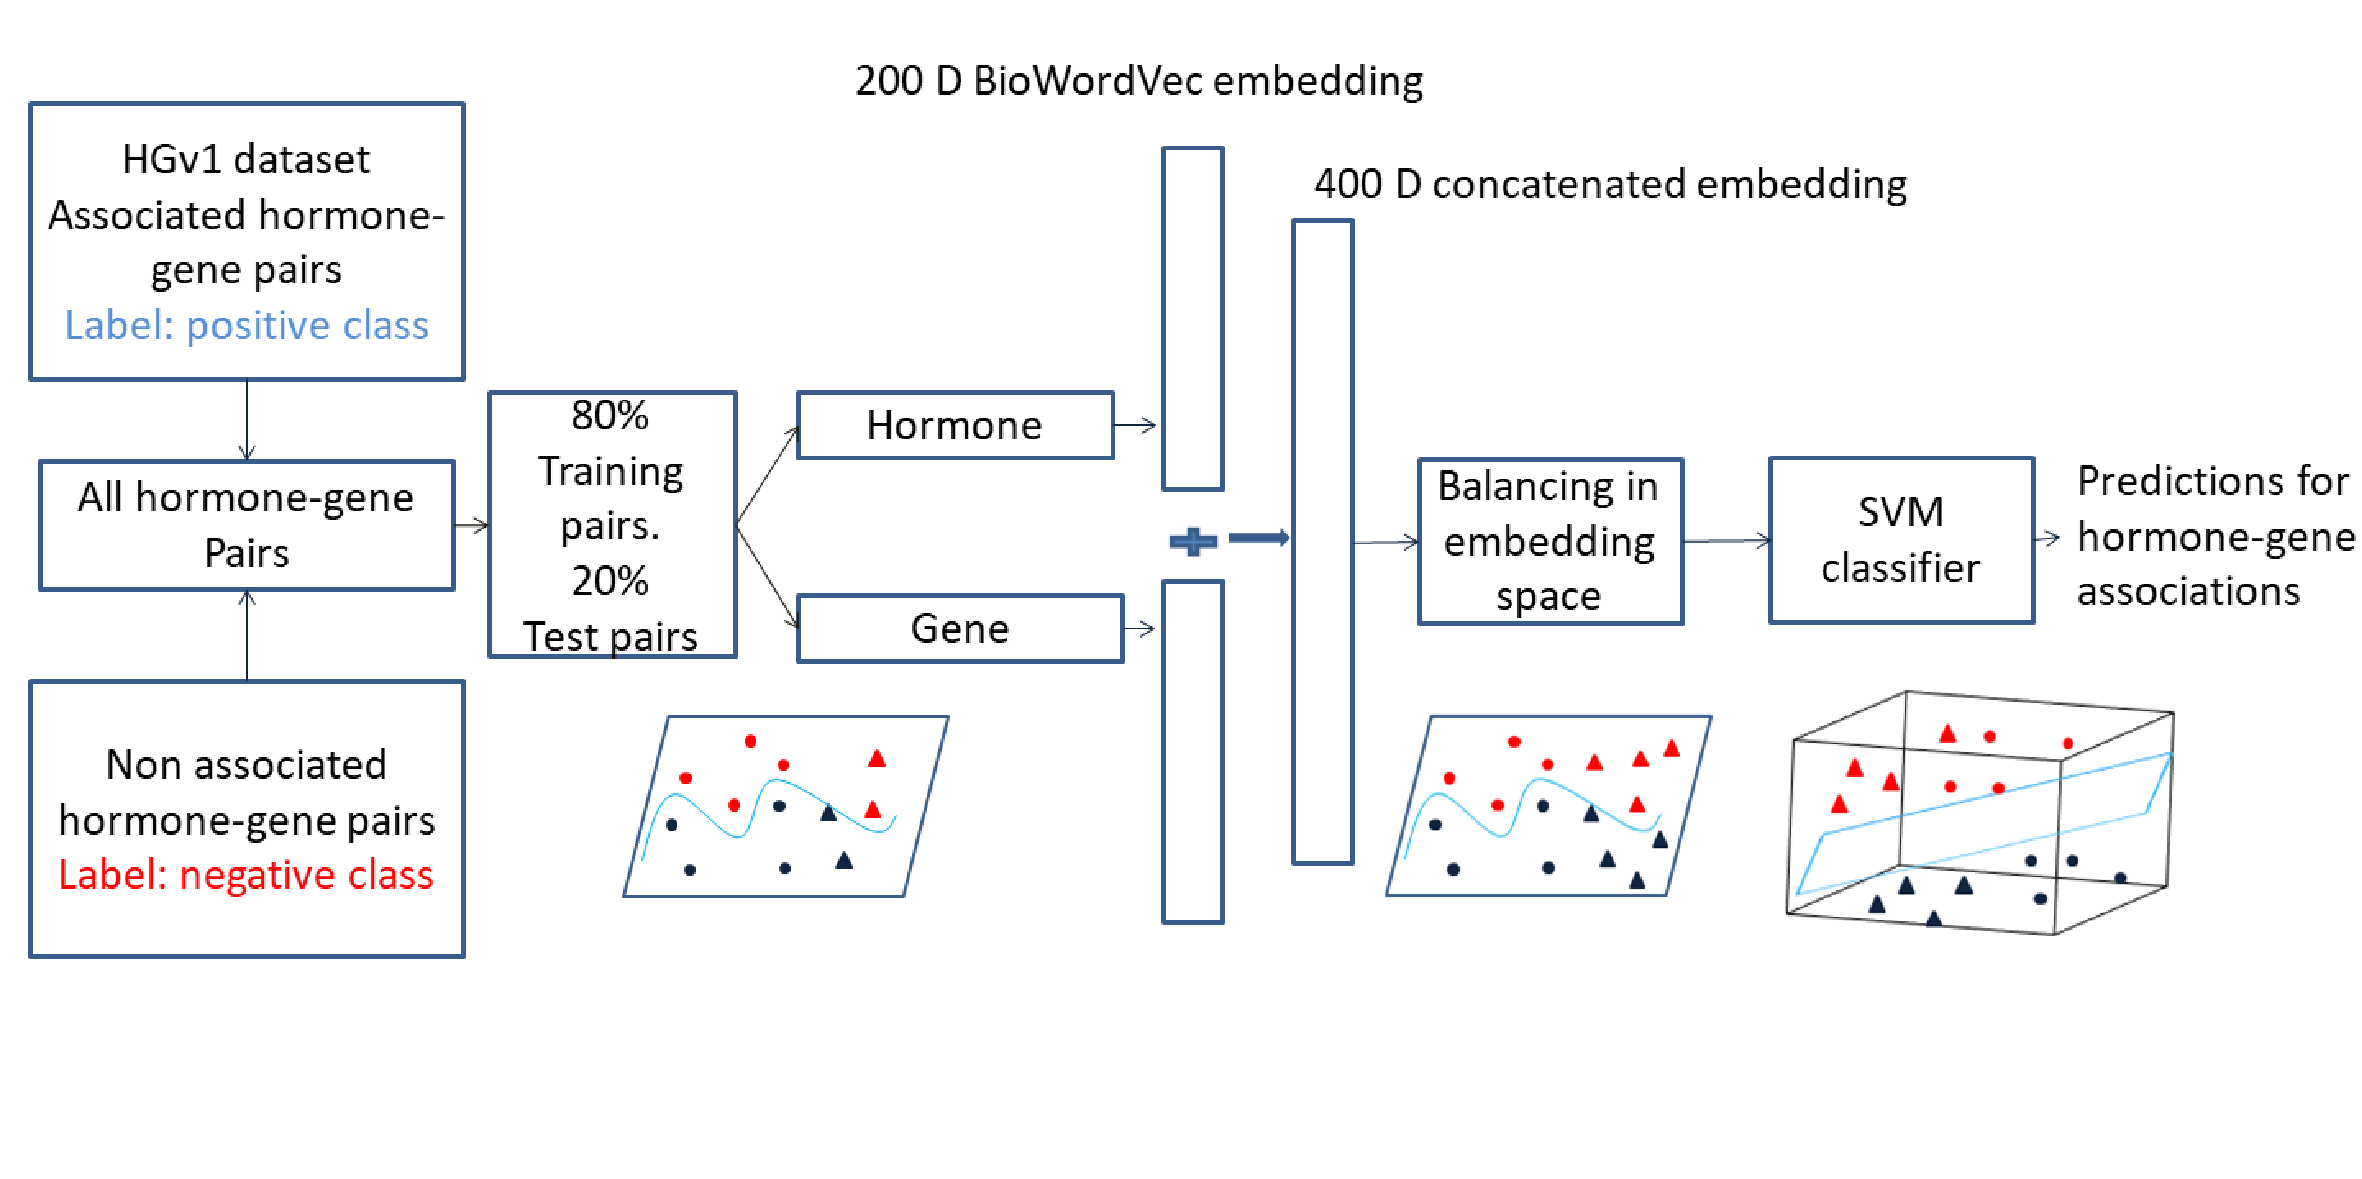 200 D BioWordVec embedding
HGv1 dataset
Associated hormone-
gene pairs
Label: positive class
400 D concatenated embedding
80%
Training
pairs.
20%
Test pairs
Hormone
All hormone-gene
Pairs
Balancing in
embedding
space
SVM
classifier
Predictions for
hormone-gene
associations
Gene
Non associated
hormone-gene pairs
Label: negative class